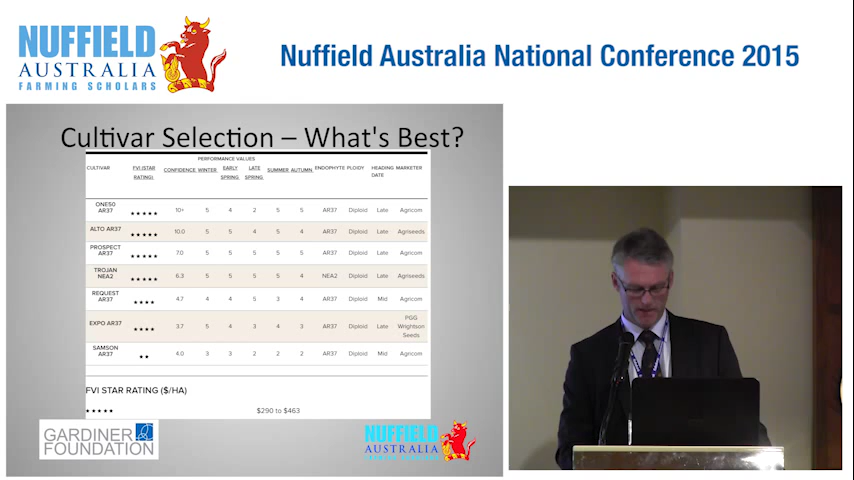 NUFFIELD
AUSTRALIA
FARMING SCHOLARS
Nuffield Australia National Conference 2015
Cultivar Selection – What's Best?
PERFORMANCE VALUES
CULTIVAR FVI (STAR RATING) CONFIDENCE WINTER EARLY SPRING LATE SPRING SUMMER AUTUMN ENDOPHYTE PLOIDY HEADING DATE MARKETER
ONE50 AR37 ★★★★★ 10+ 5 4 2 5 5 AR37 Diploid Late Agricom
ALTO AR37 ★★★★★ 10.0 5 5 4 5 4 AR37 Diploid Late Agriseeds
PROSPECT AR37 ★★★★★ 7.0 5 5 5 5 5 AR37 Diploid Late Agricom
TROJAN NEA2 ★★★★★ 6.3 5 5 5 5 4 NEA2 Diploid Late Agriseeds
REQUEST AR37 ★★★★ 4.7 4 4 5 3 4 AR37 Diploid Mid Agricom
EXPO AR37 ★★★★ 3.7 5 4 3 4 3 AR37 Diploid Late PGG Wrightson Seeds
SAMSON AR37 ★★ 4.0 3 3 2 2 2 AR37 Diploid Mid Agricom
FVI STAR RATING ($/HA)
★★★★★ $290 to $463
GARDINER
FOUNDATION
NUFFIELD
AUSTRALIA
FARMING SCHOLARS